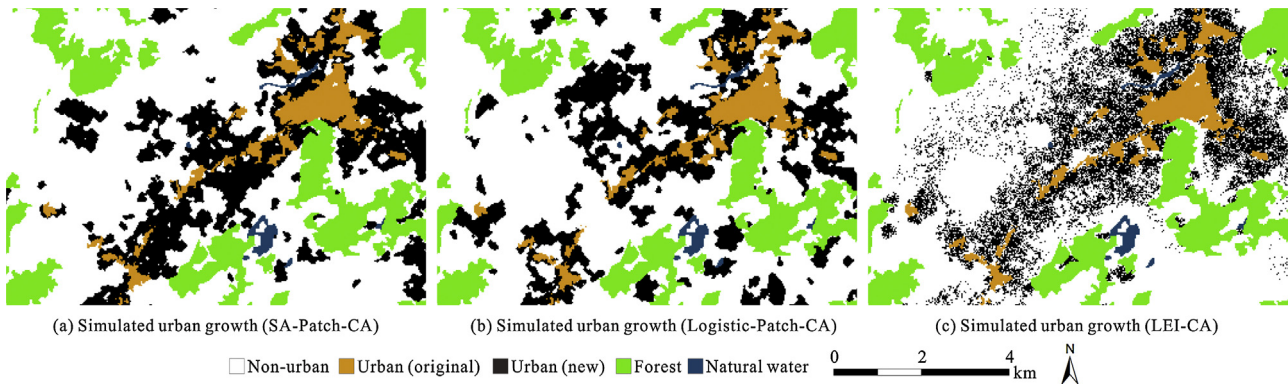 (a) Simulated urban growth (SA-Patch-CA)
(b) Simulated urban growth (Logistic-Patch-CA)
(c) Simulated urban growth (LEI-CA)
Non-urban Urban (original) Urban (new) Forest Natural water
0 2 4
km
N